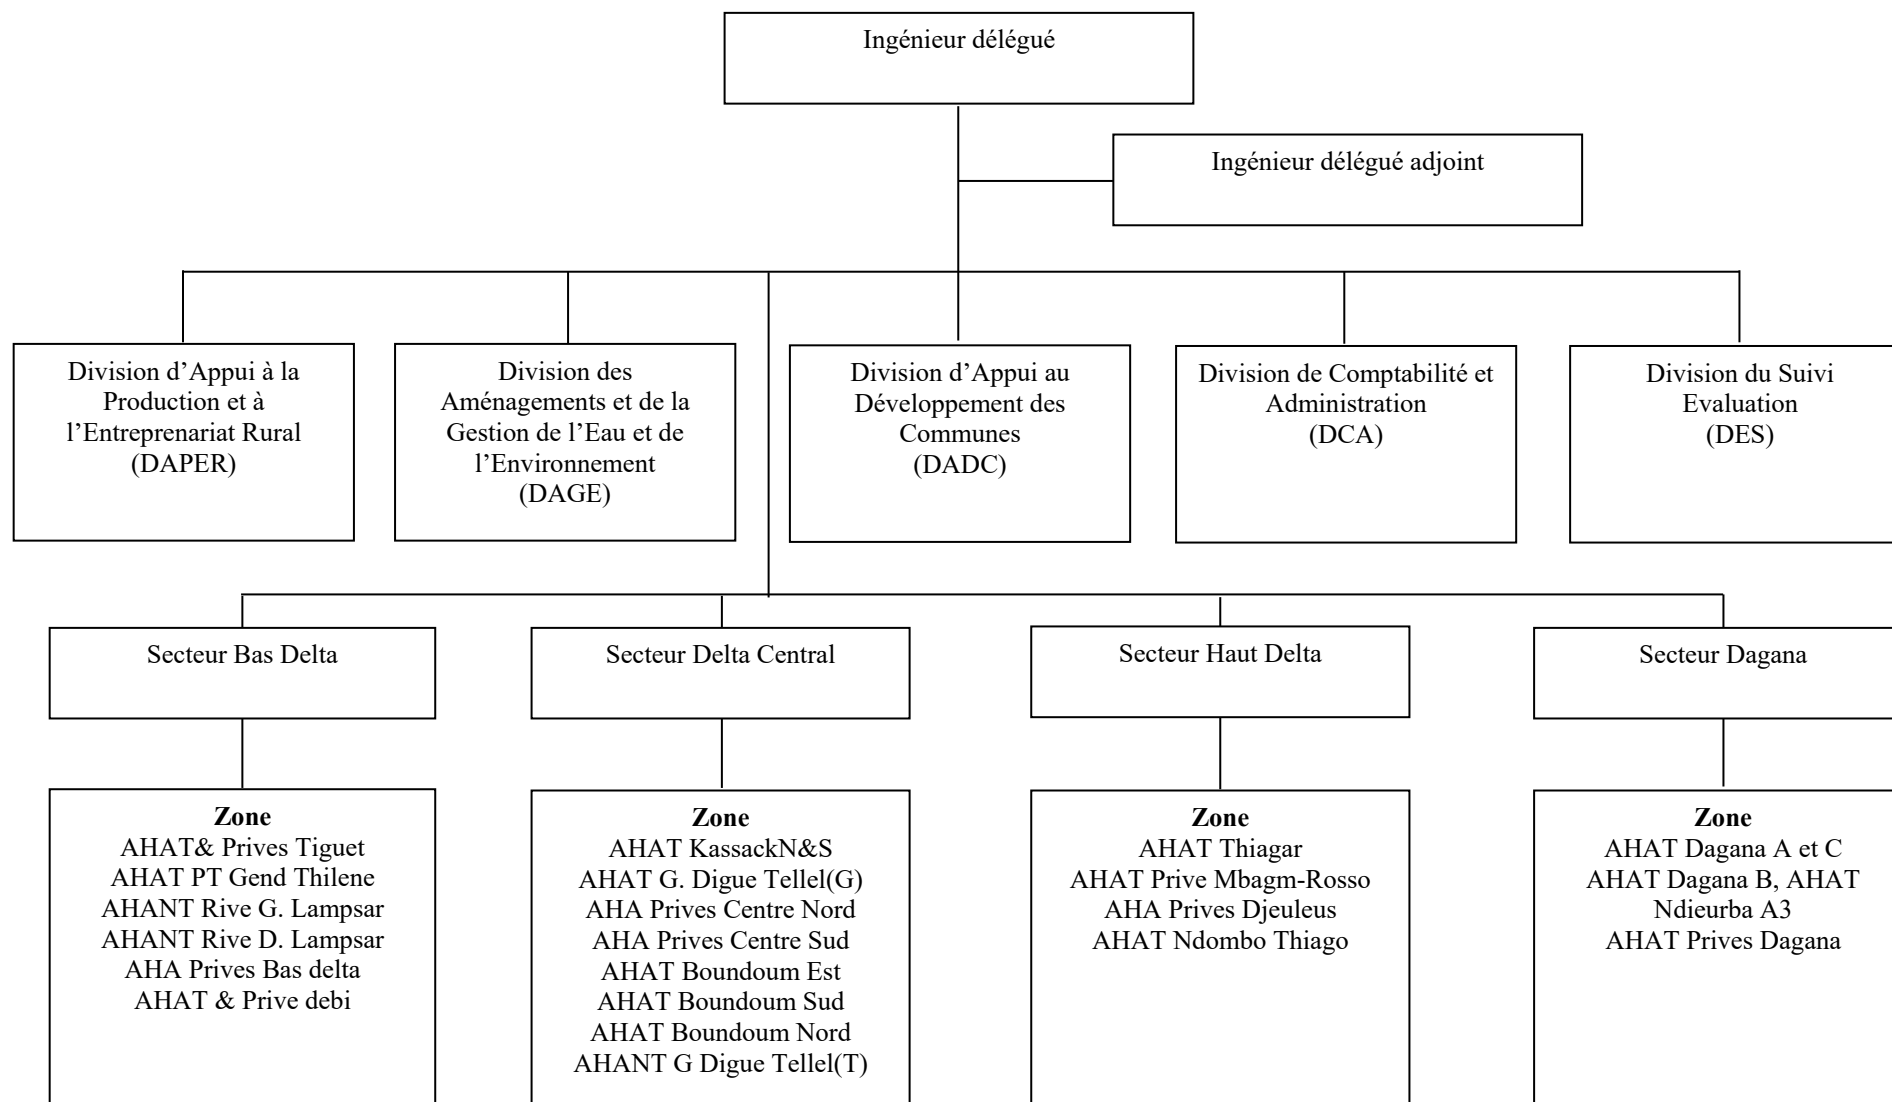 Ingénieur délégué
Ingénieur délégué adjoint
Division d’Appui à la
Production et à
l’Entreprenariat Rural
(DAPER)
Division des
Aménagements et de la
Gestion de l’Eau et de
l’Environnement
(DAGE)
Division d’Appui au
Développement des
Communes
(DADC)
Division de Comptabilité et
Administration
(DCA)
Division du Suivi
Evaluation
(DES)
Secteur Bas Delta
Secteur Delta Central
Secteur Haut Delta
Secteur Dagana
Zone
AHAT& Prives Tiguet
AHAT PT Gend Thilene
AHANT Rive G. Lampsar
AHANT Rive D. Lampsar
AHA Prives Bas delta
AHAT & Prive debi
Zone
AHAT KassackN&S
AHAT G. Digue Tellel(G)
AHA Prives Centre Nord
AHA Prives Centre Sud
AHAT Boundoum Est
AHAT Boundoum Sud
AHAT Boundoum Nord
AHANT G Digue Tellel(T)
Zone
AHAT Thiagar
AHAT Prive Mbagm-Rosso
AHA Prives Djeuleus
AHAT Ndombo Thiago
Zone
AHAT Dagana A et C
AHAT Dagana B, AHAT
Ndieurba A3
AHAT Prives Dagana